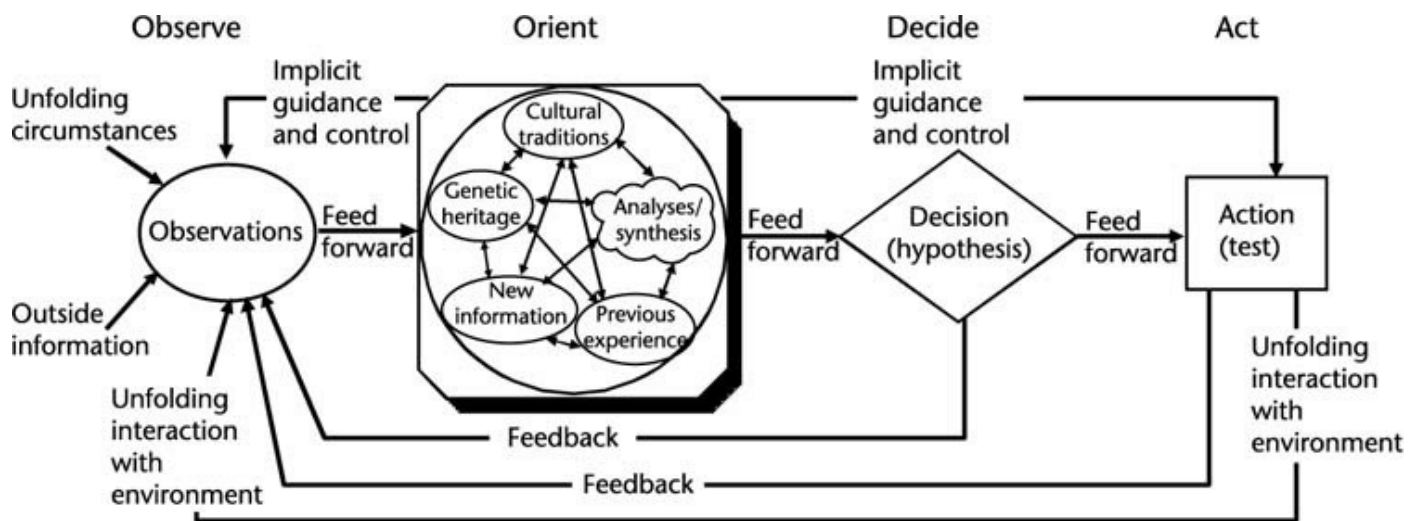 Observe
Orient
Decide
Act
Unfolding
circumstances
Implicit
guidance
and control
Cultural
traditions
Implicit
guidance
and control
Observations
Feed
forward
Genetic
heritage
Analyses/
synthesis
New
information
Previous
experience
Feed
forward
Decision
(hypothesis)
Feed
forward
Action
(test)
Outside
information
Unfolding
interaction
with
environment
Feedback
Feedback
Unfolding
interaction
with
environment